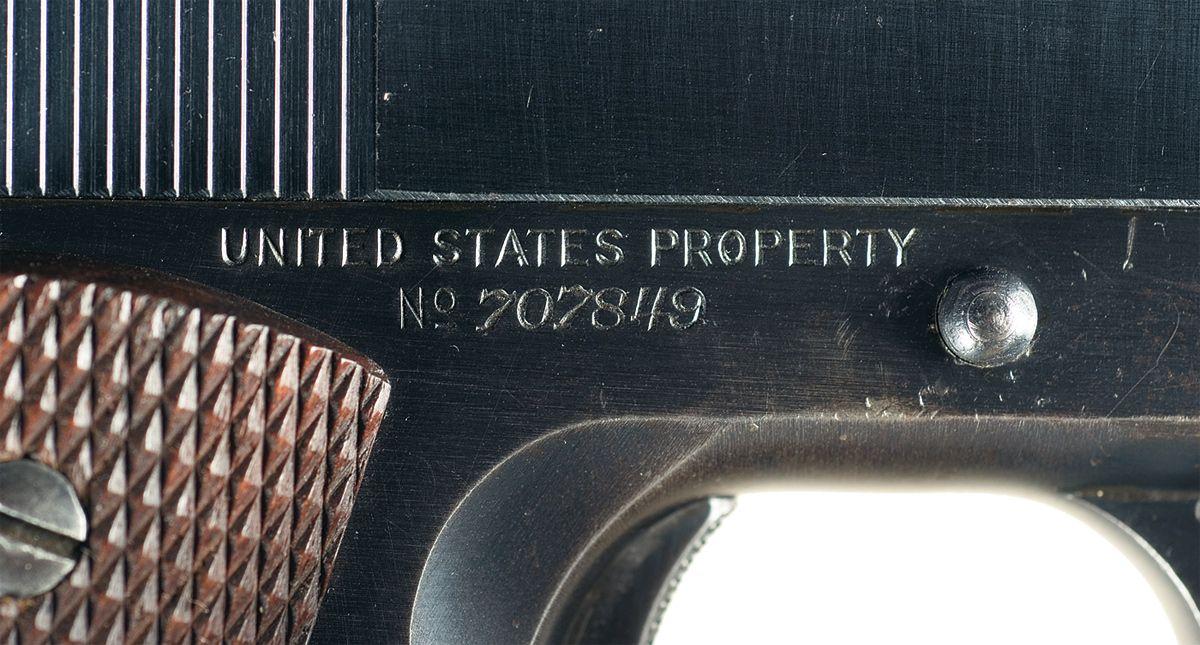 UNITED STATES PROPERTY
No 707849